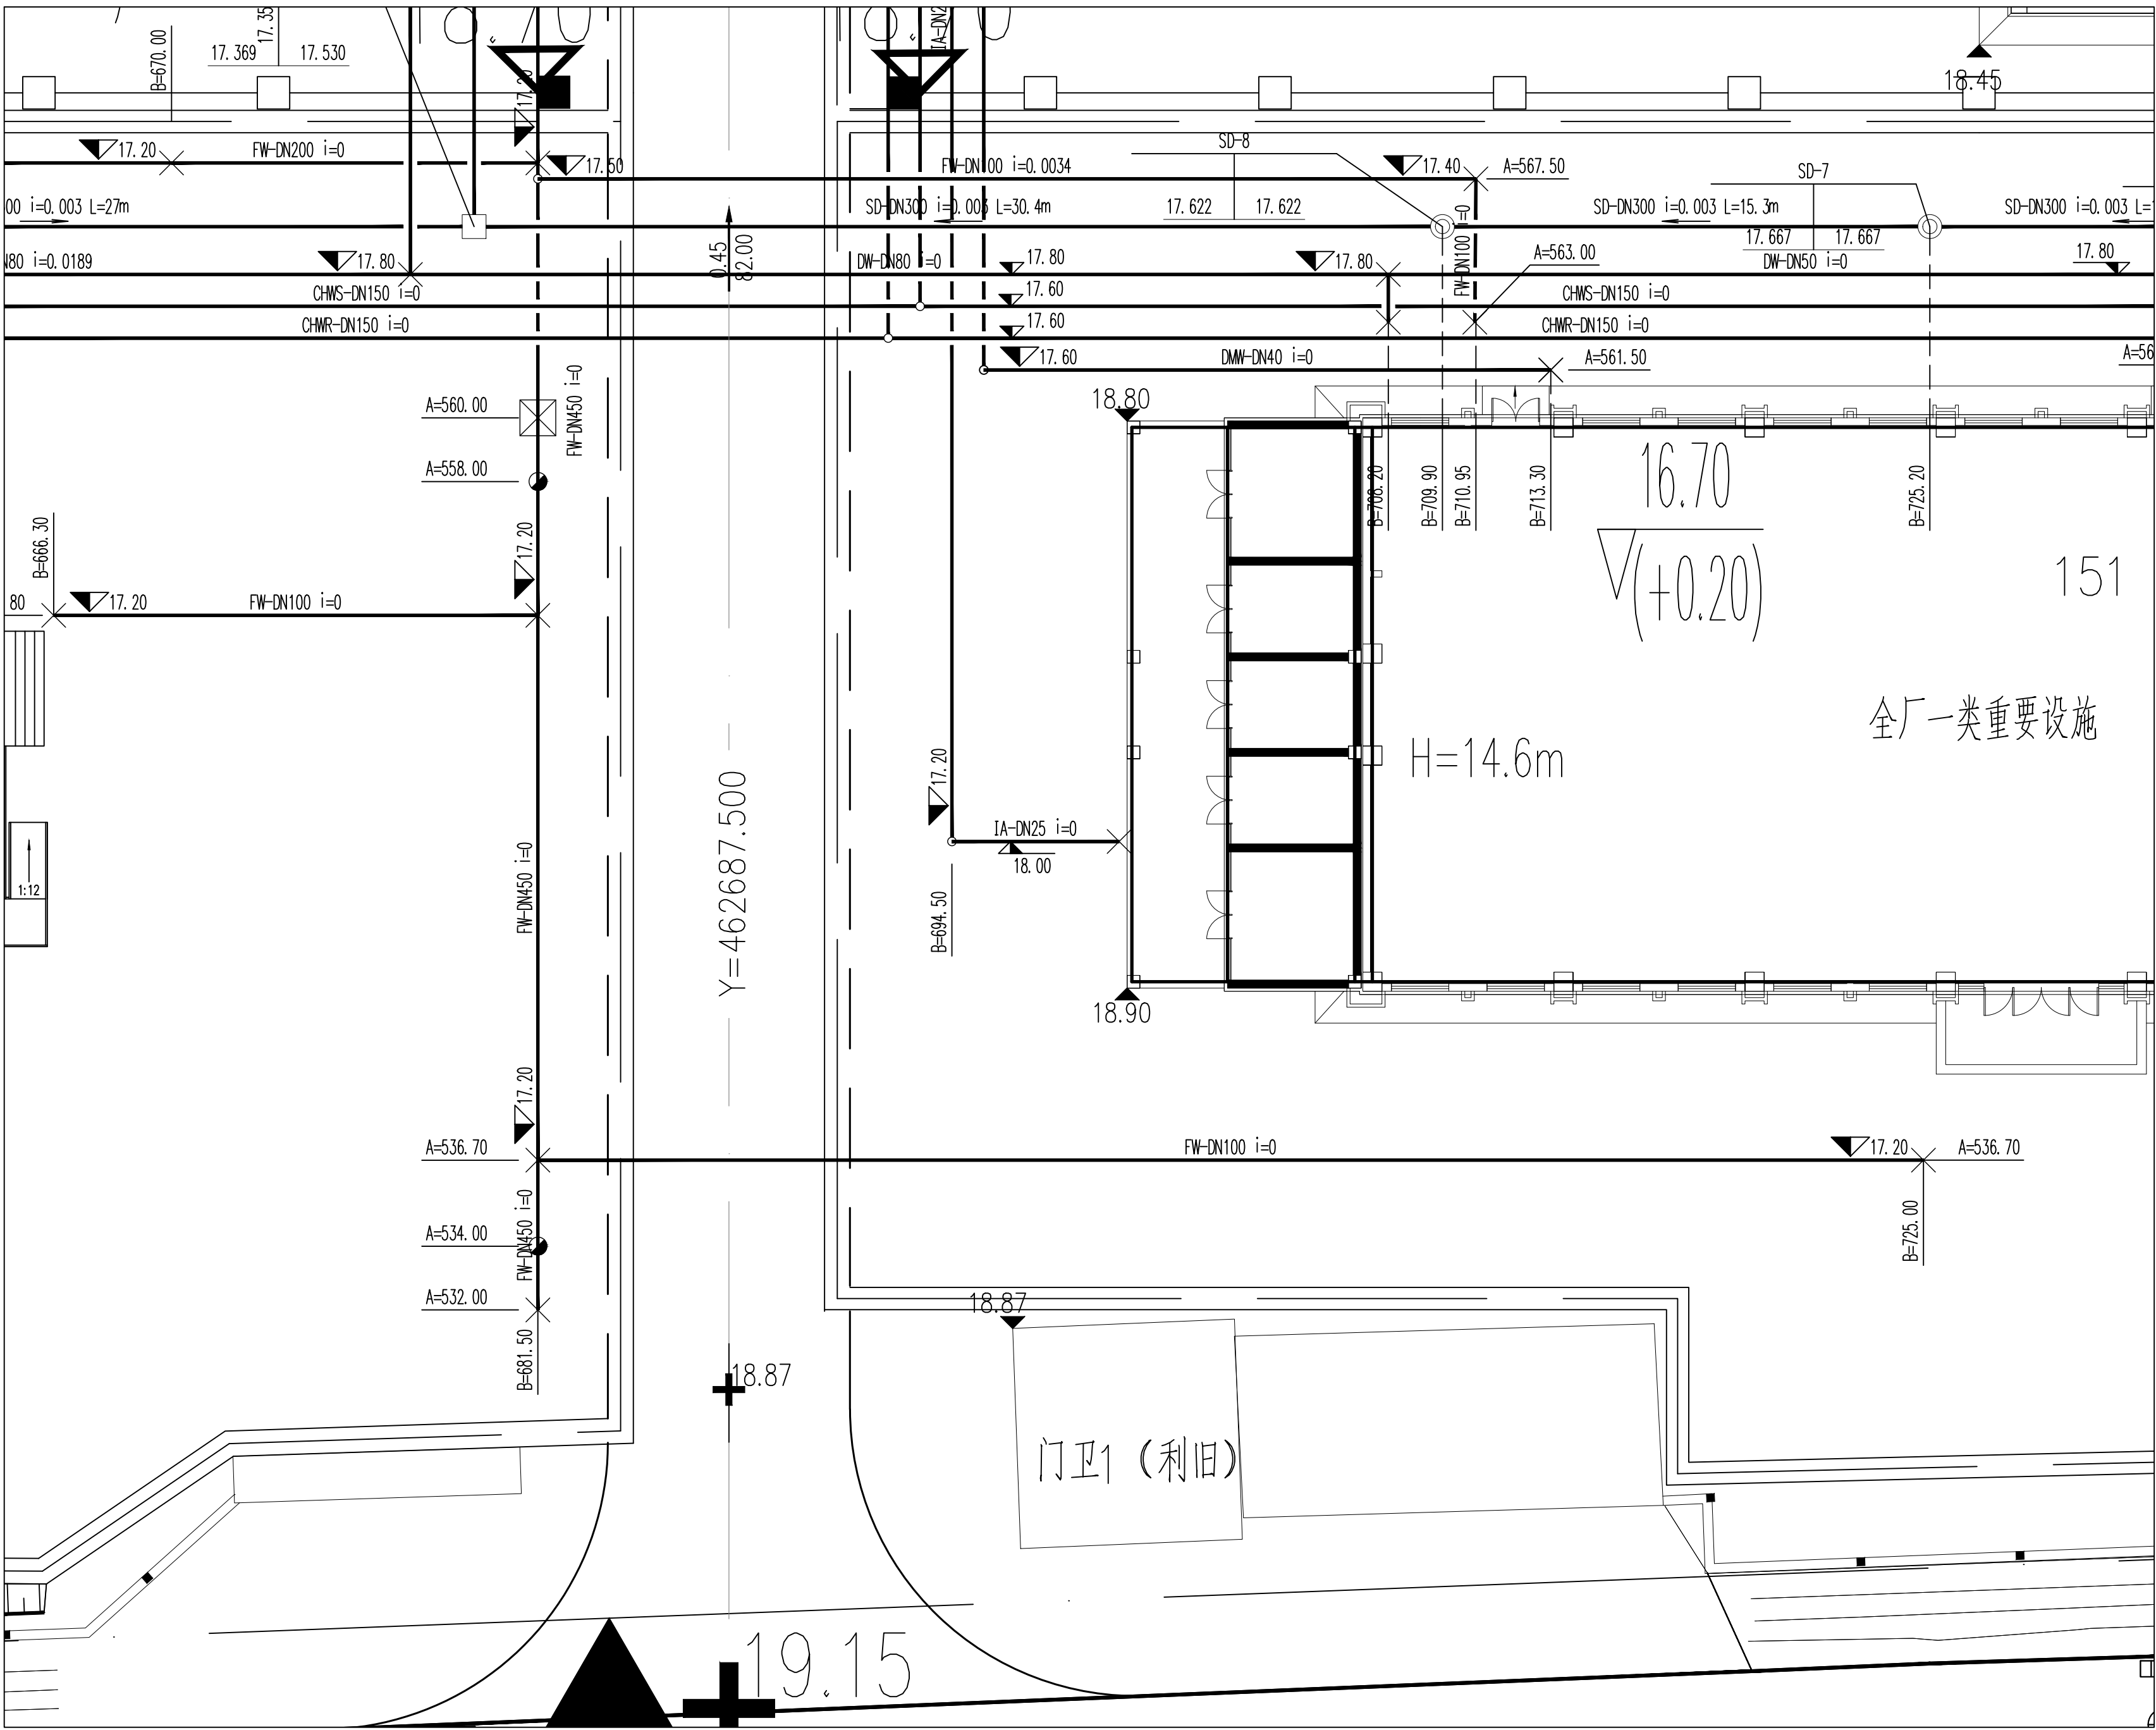 17.35
17.369 17.530
B=670.00
17.20
IA-DN2
18.45
17.20
FW-DN200 i=0
17.50
FW-DN100 i=0.0034
SD-8
17.40
A=567.50
SD-7
00 i=0.003 L=27m
SD-DN300 i=0.003 L=30.4m
17.622 17.622
FW-DN100 i=0
SD-DN300 i=0.003 L=15.3m
17.667 17.667
SD-DN300 i=0.003 L=
0.45
82.00
N80 i=0.0189
17.80
DW-DN80 i=0
17.80
17.80
A=563.00
DW-DN50 i=0
17.80
CHWS-DN150 i=0
17.60
CHWS-DN150 i=0
CHWR-DN150 i=0
17.60
CHWR-DN150 i=0
17.60
DMW-DN40 i=0
A=561.50
A=56
A=560.00
FW-DN450 i=0
18.80
A=558.00
B=708.20
B=709.90
B=710.95
B=713.30
16.70
(+0.20)
B=725.20
B=666.30
17.20
151
80
17.20
FW-DN100 i=0
全厂一类重要设施
H=14.6m
Y=462687.500
17.20
IA-DN25 i=0
18.00
1:12
FW-DN450 i=0
B=694.50
18.90
17.20
A=536.70
FW-DN100 i=0
17.20
A=536.70
FW-DN450 i=0
A=534.00
B=725.00
A=532.00
18.87
B=681.50
18.87
门卫1（利旧）
19.15